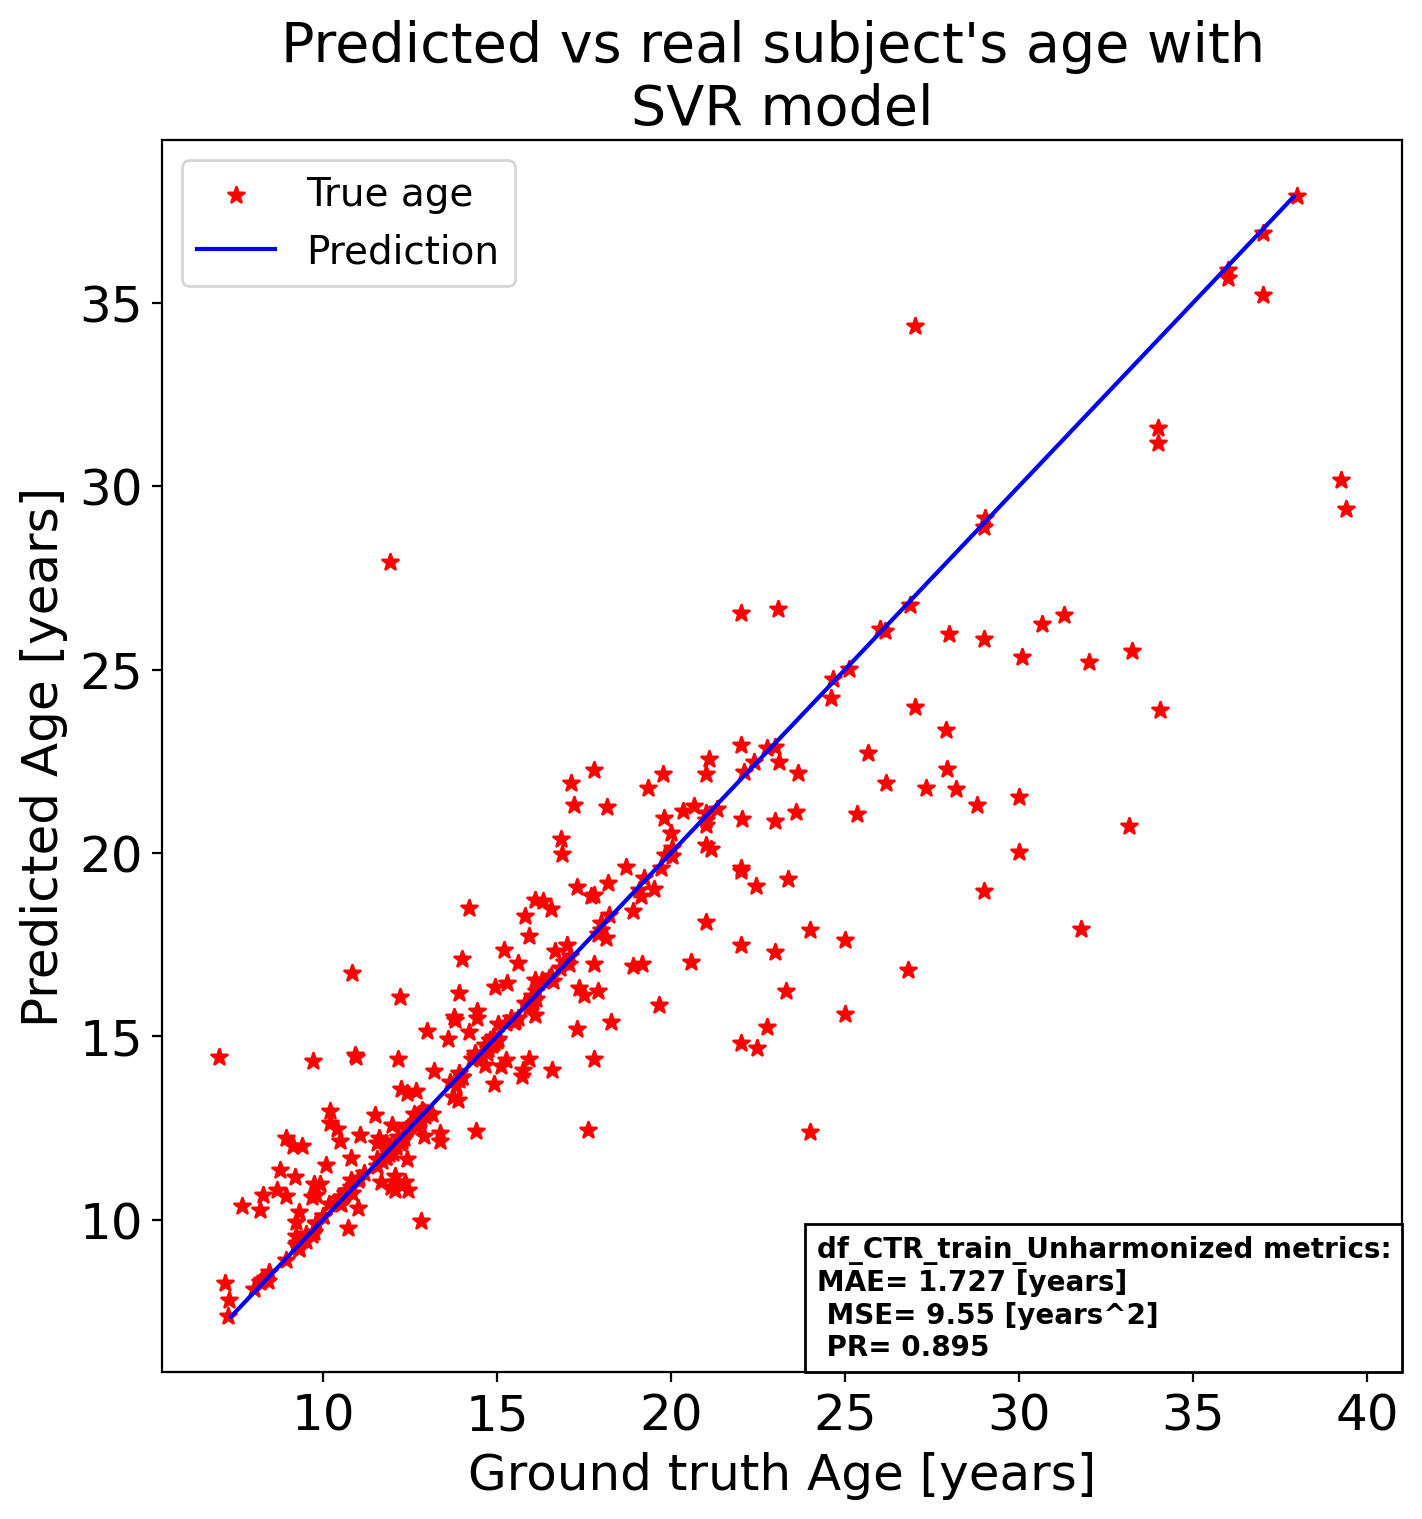 Predicted vs real subject's age with
SVR model
True age
Prediction
Predicted Age [years]
35
30
25
20
15
10
df_CTR_train_Unharmonized metrics:
MAE= 1.727 [years]
MSE= 9.55 [years^2]
PR= 0.895
10 15 20 25 30 35 40
Ground truth Age [years]